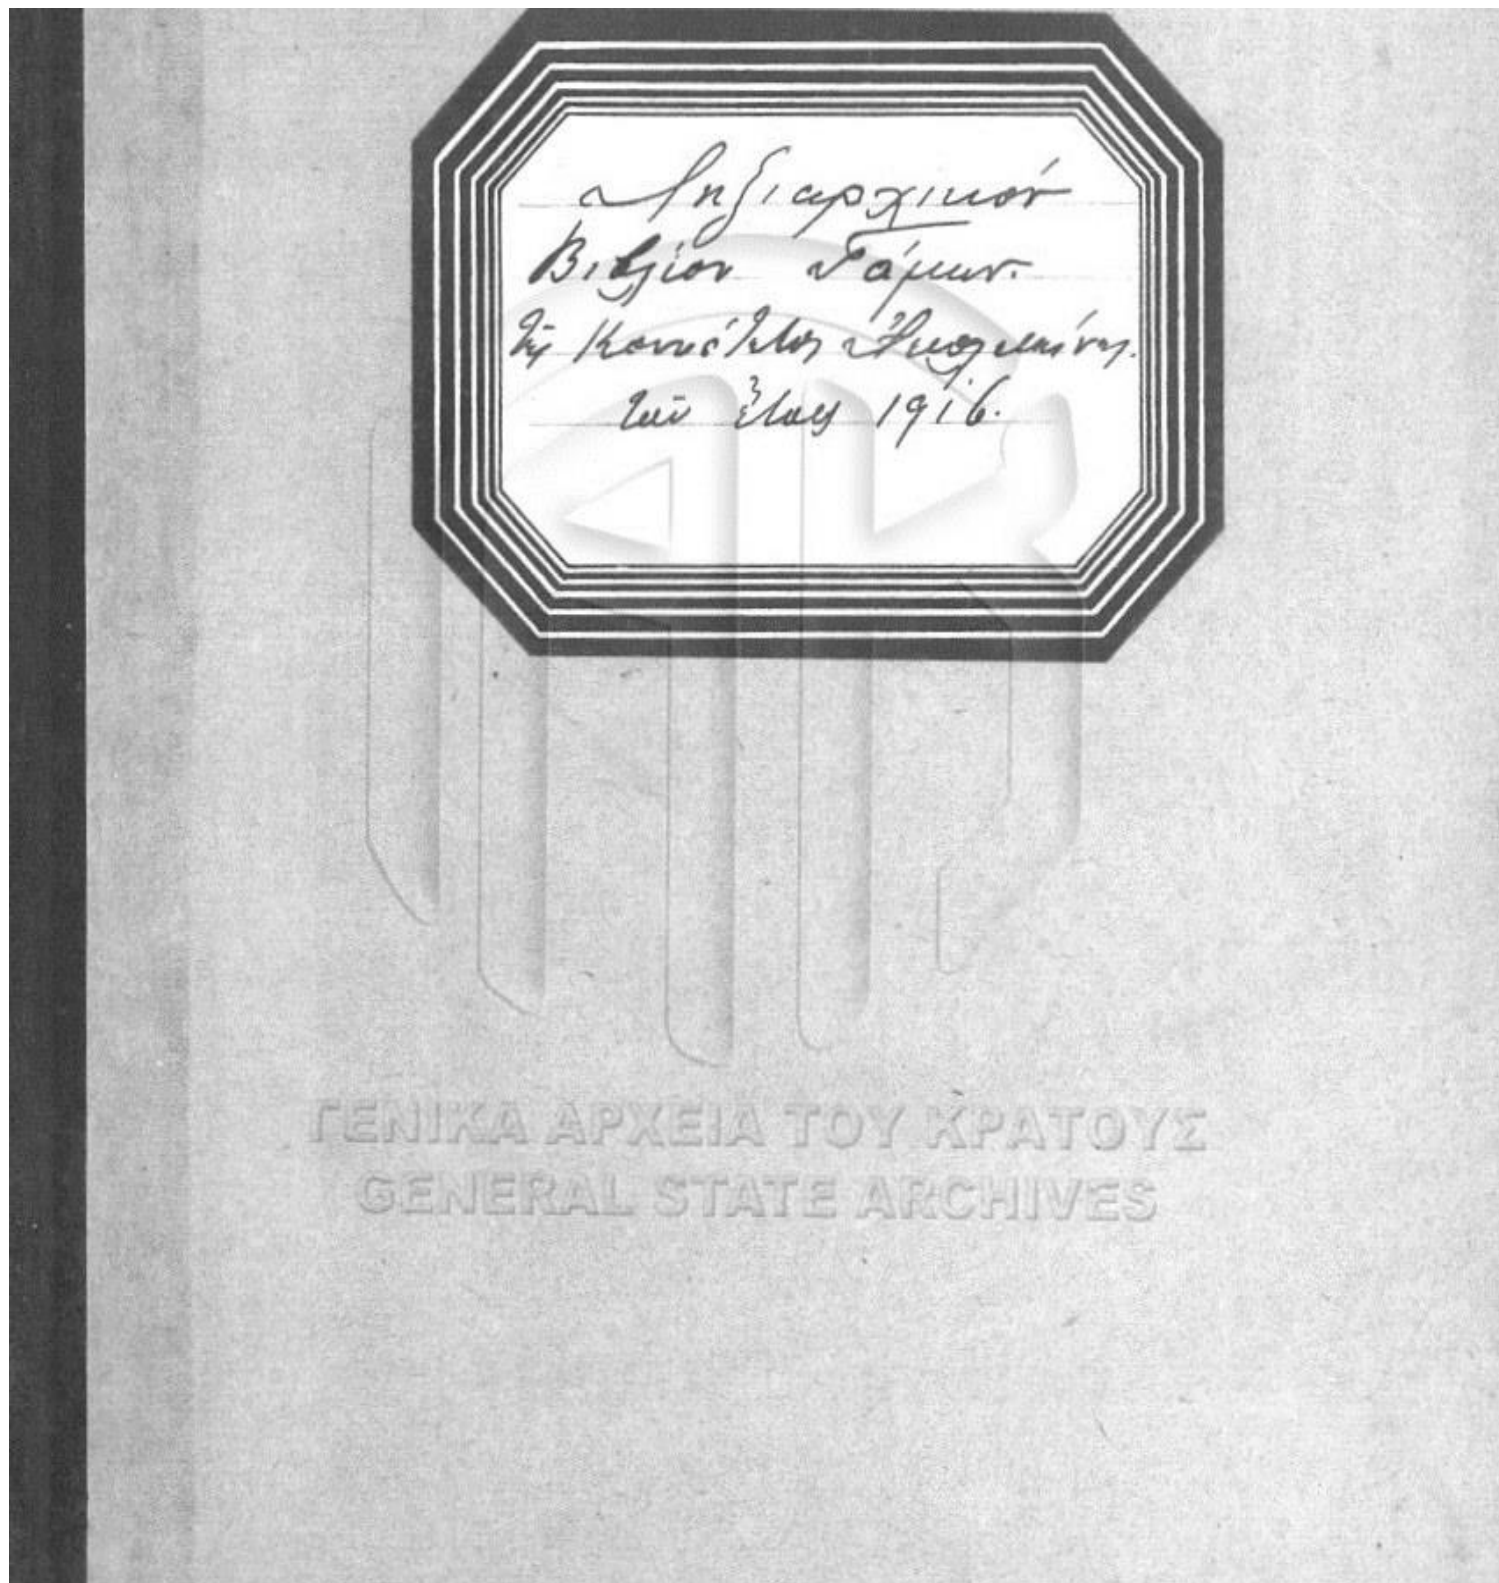 Ληξιαρχικόν
Βιβλίον Γάμων.
τῆς Κοινότητος
τοῦ ἔτους 1916.
ΓΕΝΙΚΑ ΑΡΧΕΙΑ ΤΟΥ ΚΡΑΤΟΥΣ
GENERAL STATE ARCHIVES